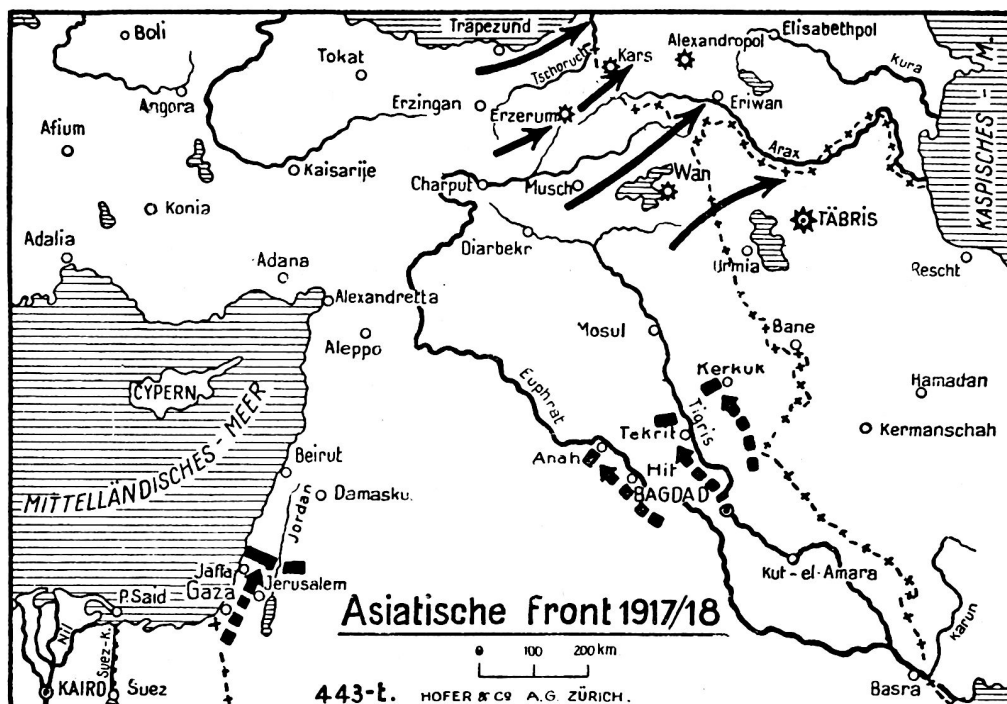 Boli
Trapezund
Elisabethpol
Tokat
Tschoruch
Kars
Alexandropol
Kura
Angora
Erzingan
Erzerum
Eriwan
KASPISCHES - M.
Afium
Arax
Kaisarije
Charput
Musch
Wan
Konia
TÄBRIS
Adalia
Diarbekr
Urmia
Rescht
Adana
Alexandretta
Mosul
Bane
Aleppo
Kerkuk
CYPERN
Euphrat
Tigris
Hamadan
Tekrit
Kermanschah
MITTELLÄNDISCHES - MEER
Beirut
Anah
Hit
BAGDAD
Damasku.
Jordan
Jaffa
Jerusalem
Kut-el-Amara
Gaza
P.Said
Nil
Suez-K.
Asiatische Front 1917/18
Karun
0 100 200 km
KAIRO
Suez
443-t. HOFER & Co A.G. ZÜRICH.
Basra